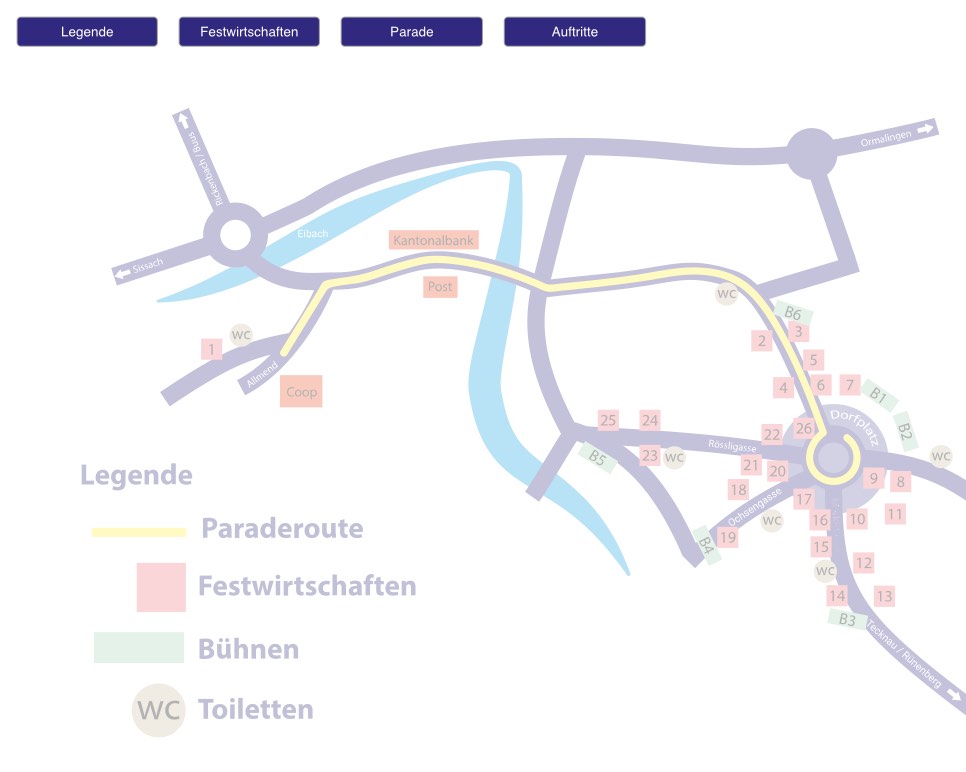 Legende
Festwirtschaften
Parade
Auftritte
Rickenbach / Buus
Ormalingen
Sissach
Eibach
Kantonalbank
Post
WC
B6
3
2
WC
1
5
Allmend
Coop
4
6
7
B1
Dorfplatz
B2
25
24
22
26
Rössligasse
B5
23
WC
21
20
9
8
WC
18
17
Ochsengasse
16
10
11
WC
19
B4
15
12
WC
14
13
B3
Tecknau / Rünenberg
Legende
Paraderoute
Festwirtschaften
Bühnen
WC Toiletten